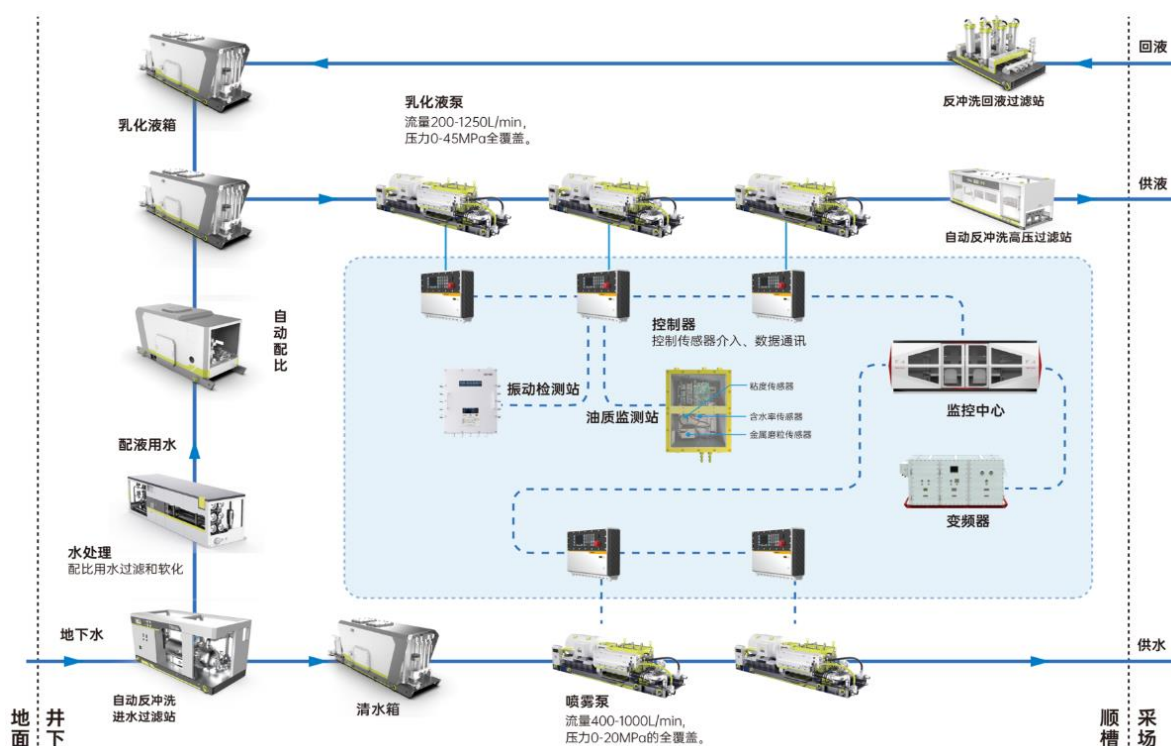 回液
反冲洗回液过滤站
乳化液箱
乳化液泵
流量200-1250L/min，
压力0-45MPa全覆盖。
供液
自动反冲洗高压过滤站
自动配比
控制器
控制传感器介入、数据通讯
振动检测站
油质监测站
粘度传感器
含水率传感器
金属磨粒传感器
监控中心
变频器
配液用水
水处理
配比用水过滤和软化
地下水
自动反冲洗
进水过滤站
清水箱
喷雾泵
流量400-1000L/min，
压力0-20MPa的全覆盖。
供水
地面
井下
顺槽
采场